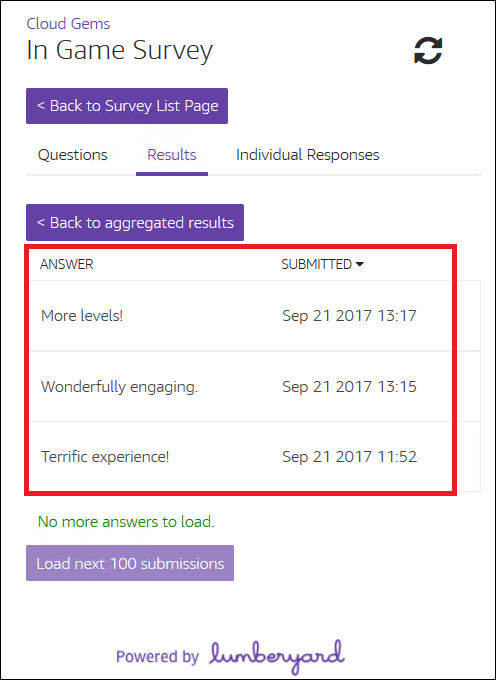 Cloud Gems
In Game Survey
< Back to Survey List Page
Questions Results Individual Responses
< Back to aggregated results
ANSWER SUBMITTED
More levels! Sep 21 2017 13:17
Wonderfully engaging. Sep 21 2017 13:15
Terrific experience! Sep 21 2017 11:52
No more answers to load.
Load next 100 submissions
Powered by lumberyard